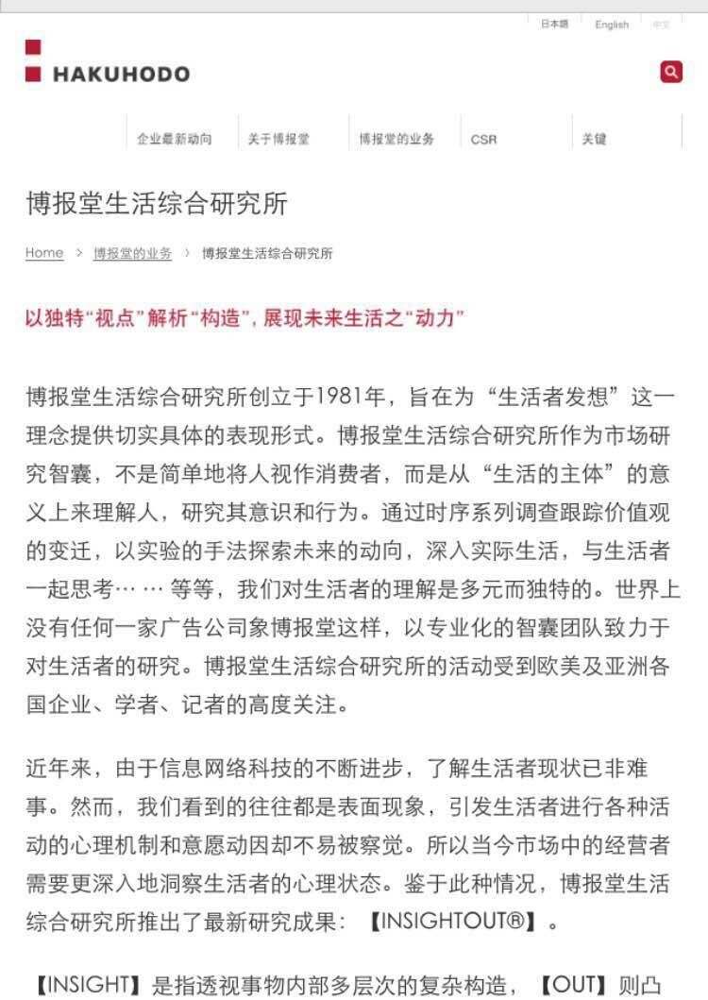 日本語 English 中文
HAKUHODO
企业最新动向 关于博报堂 博报堂的业务 CSR 关键
博报堂生活综合研究所
Home > 博报堂的业务 > 博报堂生活综合研究所
以独特“视点”解析“构造”, 展现未来生活之“动力”
博报堂生活综合研究所创立于1981年，旨在为“生活者发想”这一
理念提供切实具体的表现形式。博报堂生活综合研究所作为市场研
究智囊，不是简单地将人视作消费者，而是从“生活的主体”的意
义上来理解人，研究其意识和行为。通过时序系列调查跟踪价值观
的变迁，以实验的手法探索未来的动向，深入实际生活，与生活者
一起思考… … 等等，我们对生活者的理解是多元而独特的。世界上
没有任何一家广告公司象博报堂这样，以专业化的智囊团队致力于
对生活者的研究。博报堂生活综合研究所的活动受到欧美及亚洲各
国企业、学者、记者的高度关注。
近年来，由于信息网络科技的不断进步，了解生活者现状已非难
事。然而，我们看到的往往都是表面现象，引发生活者进行各种活
动的心理机制和意愿动因却不易被察觉。所以当今市场中的经营者
需要更深入地洞察生活者的心理状态。鉴于此种情况，博报堂生活
综合研究所推出了最新研究成果：【INSIGHTOUT®】。
【INSIGHT】是指透视事物内部多层次的复杂构造，【OUT】则凸